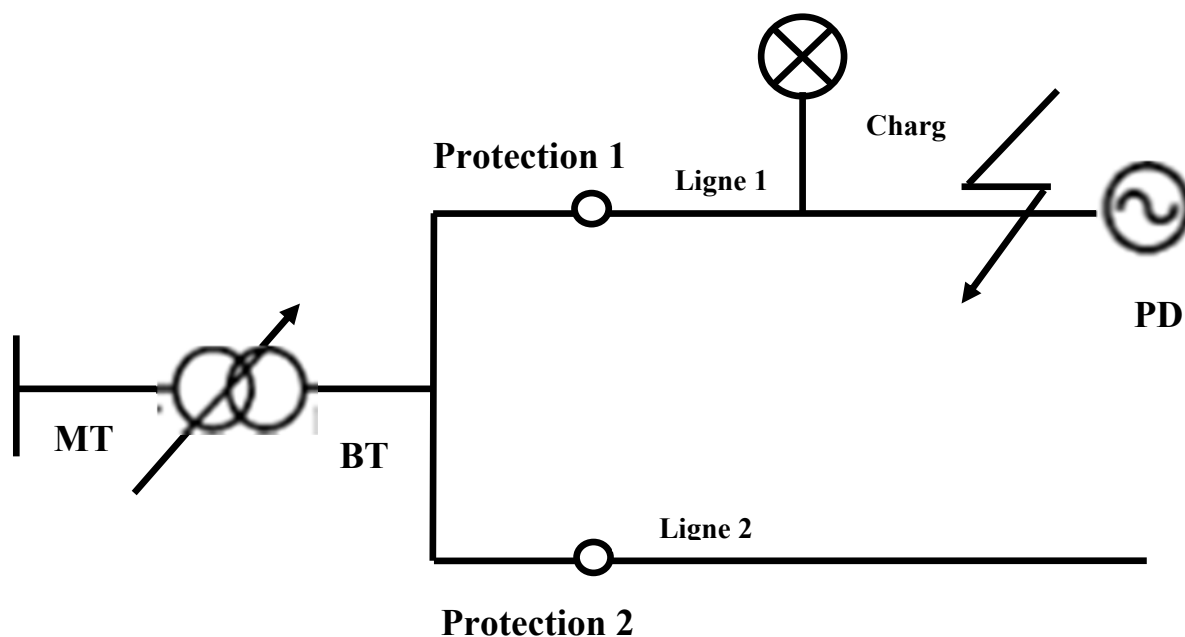 Charg
Protection 1
Ligne 1
PD
MT
BT
Ligne 2
Protection 2